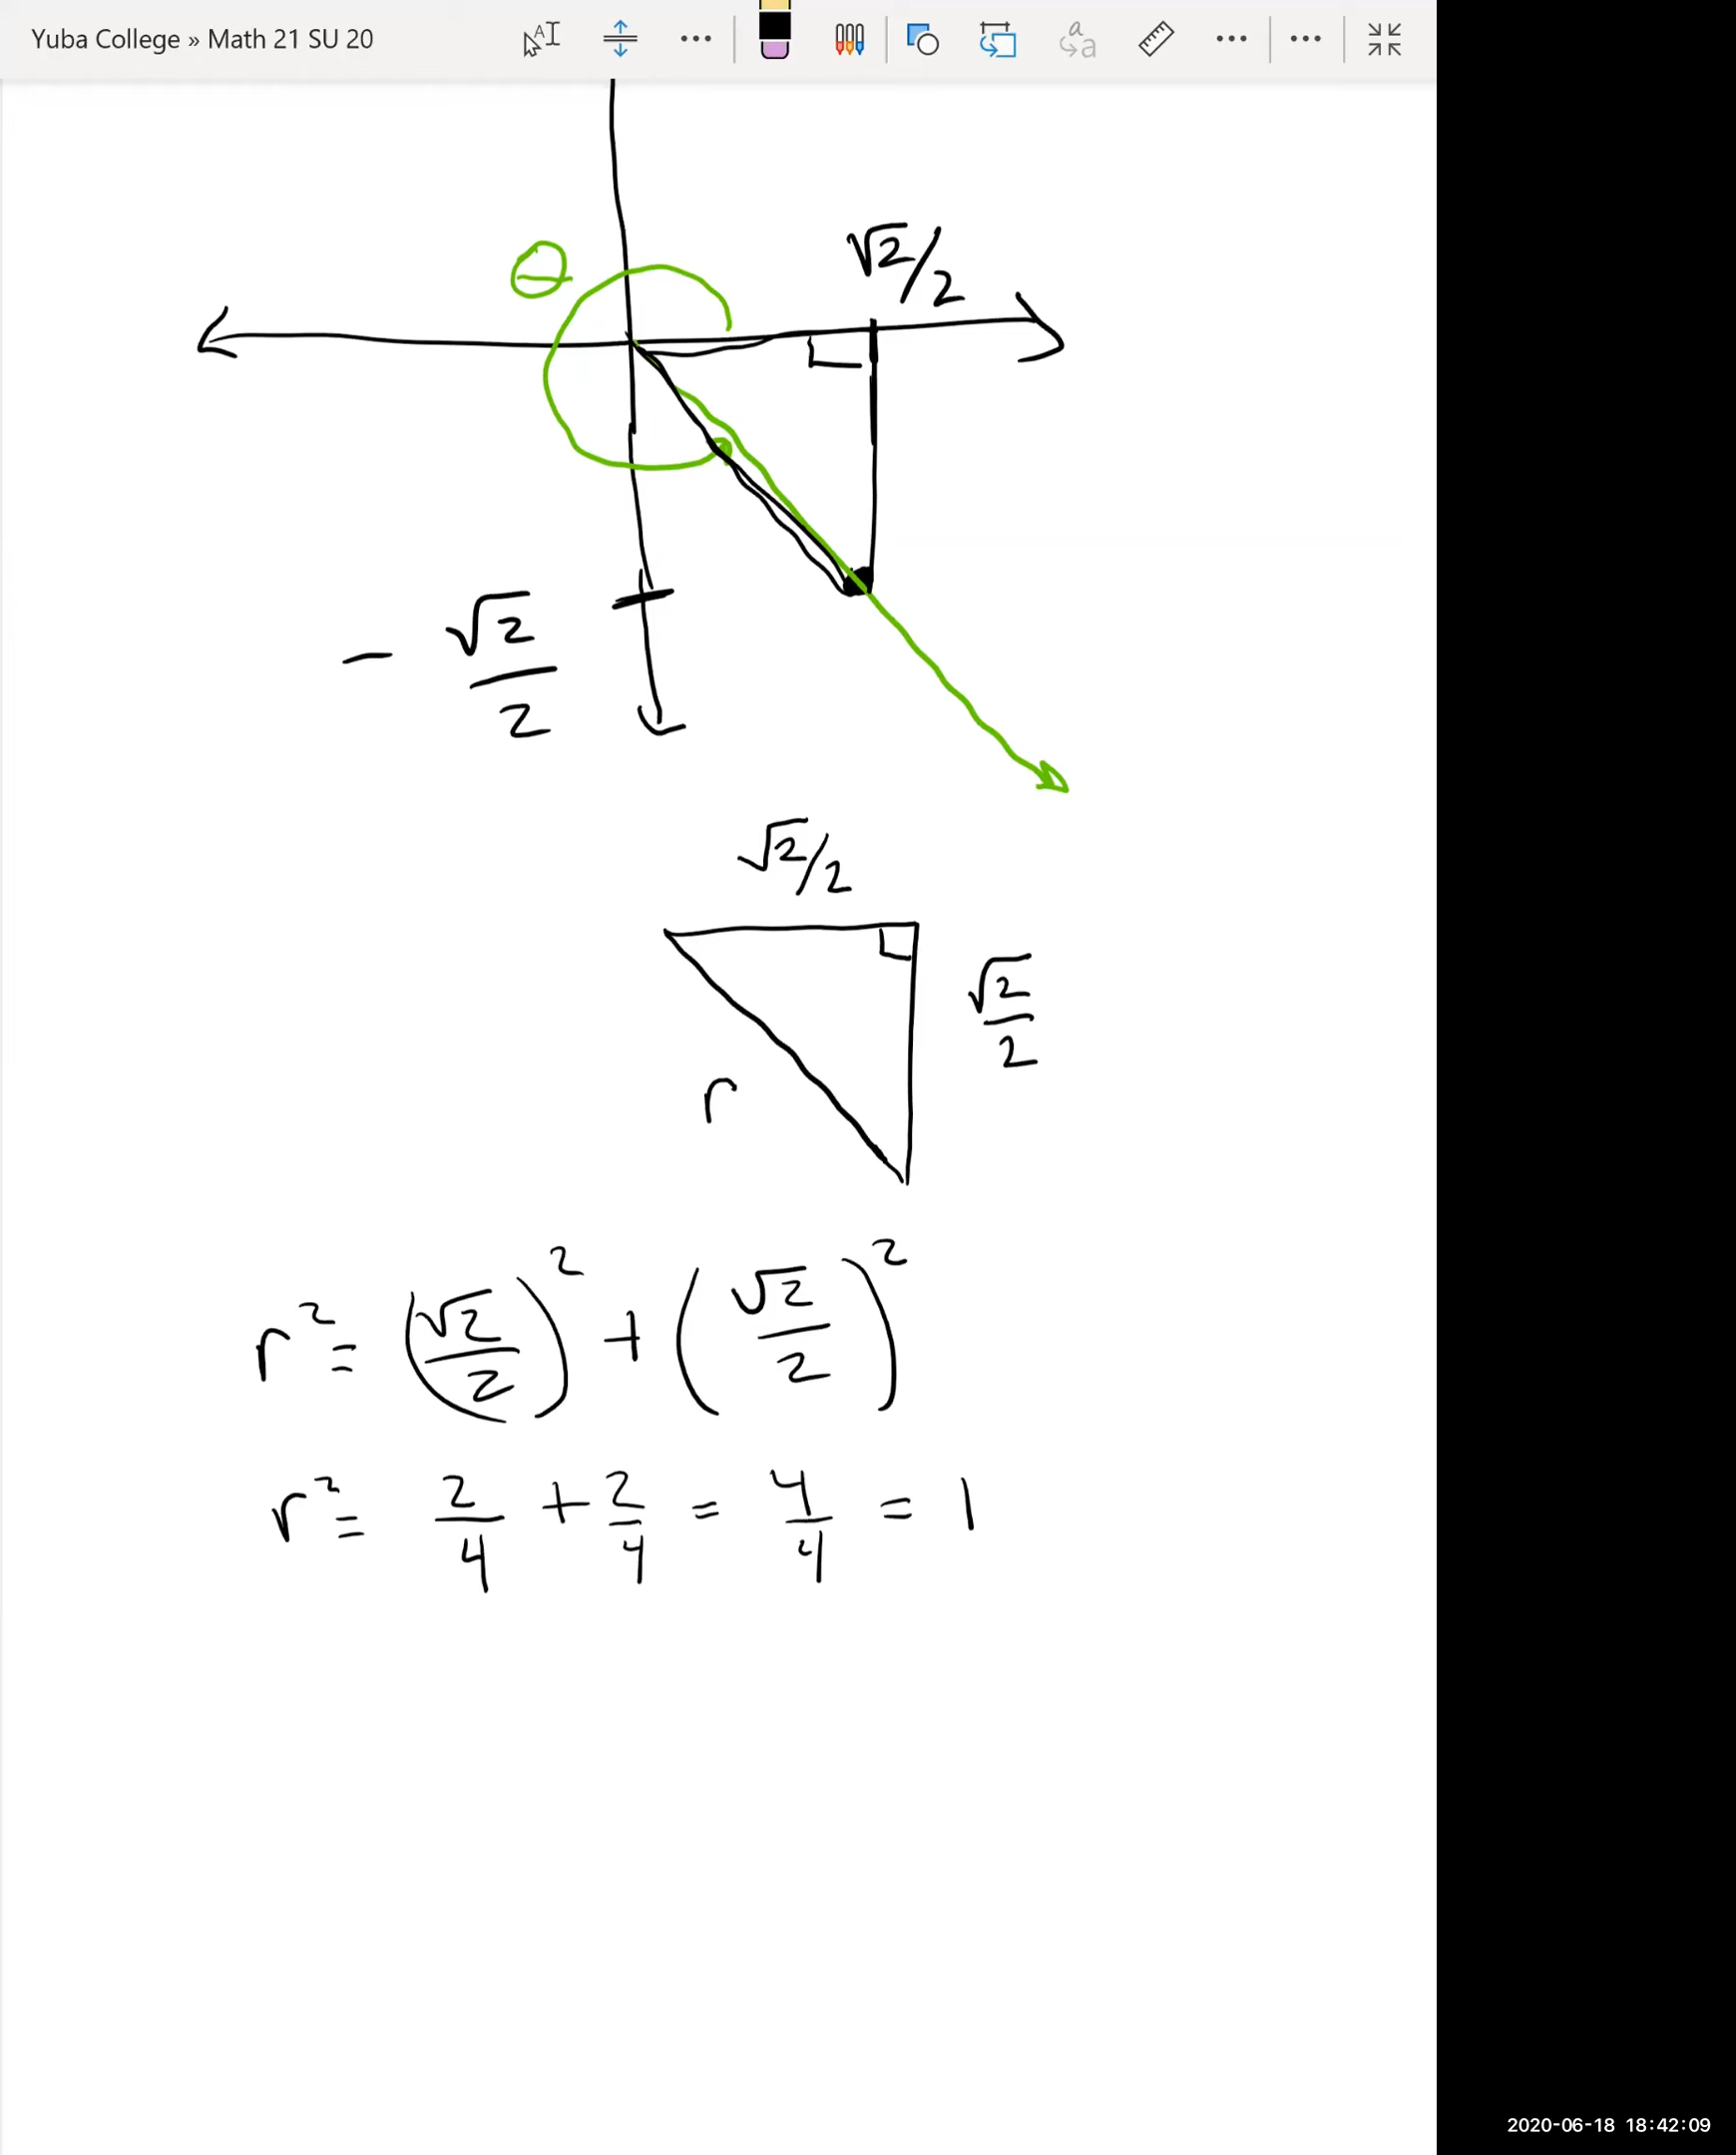 Yuba College » Math 21 SU 20
θ
√2/2
- √2/2
√2/2
√2/2
r
r² = (√2/2)² + (√2/2)²
r² = 2/4 + 2/4 = 4/4 = 1
2020-06-18 18:42:09